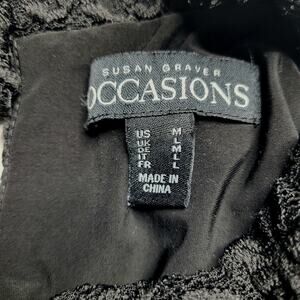 SUSAN GRAVER
OCCASIONS
US M
UK M
DE L
IT L
FR L
MADE IN
CHINA